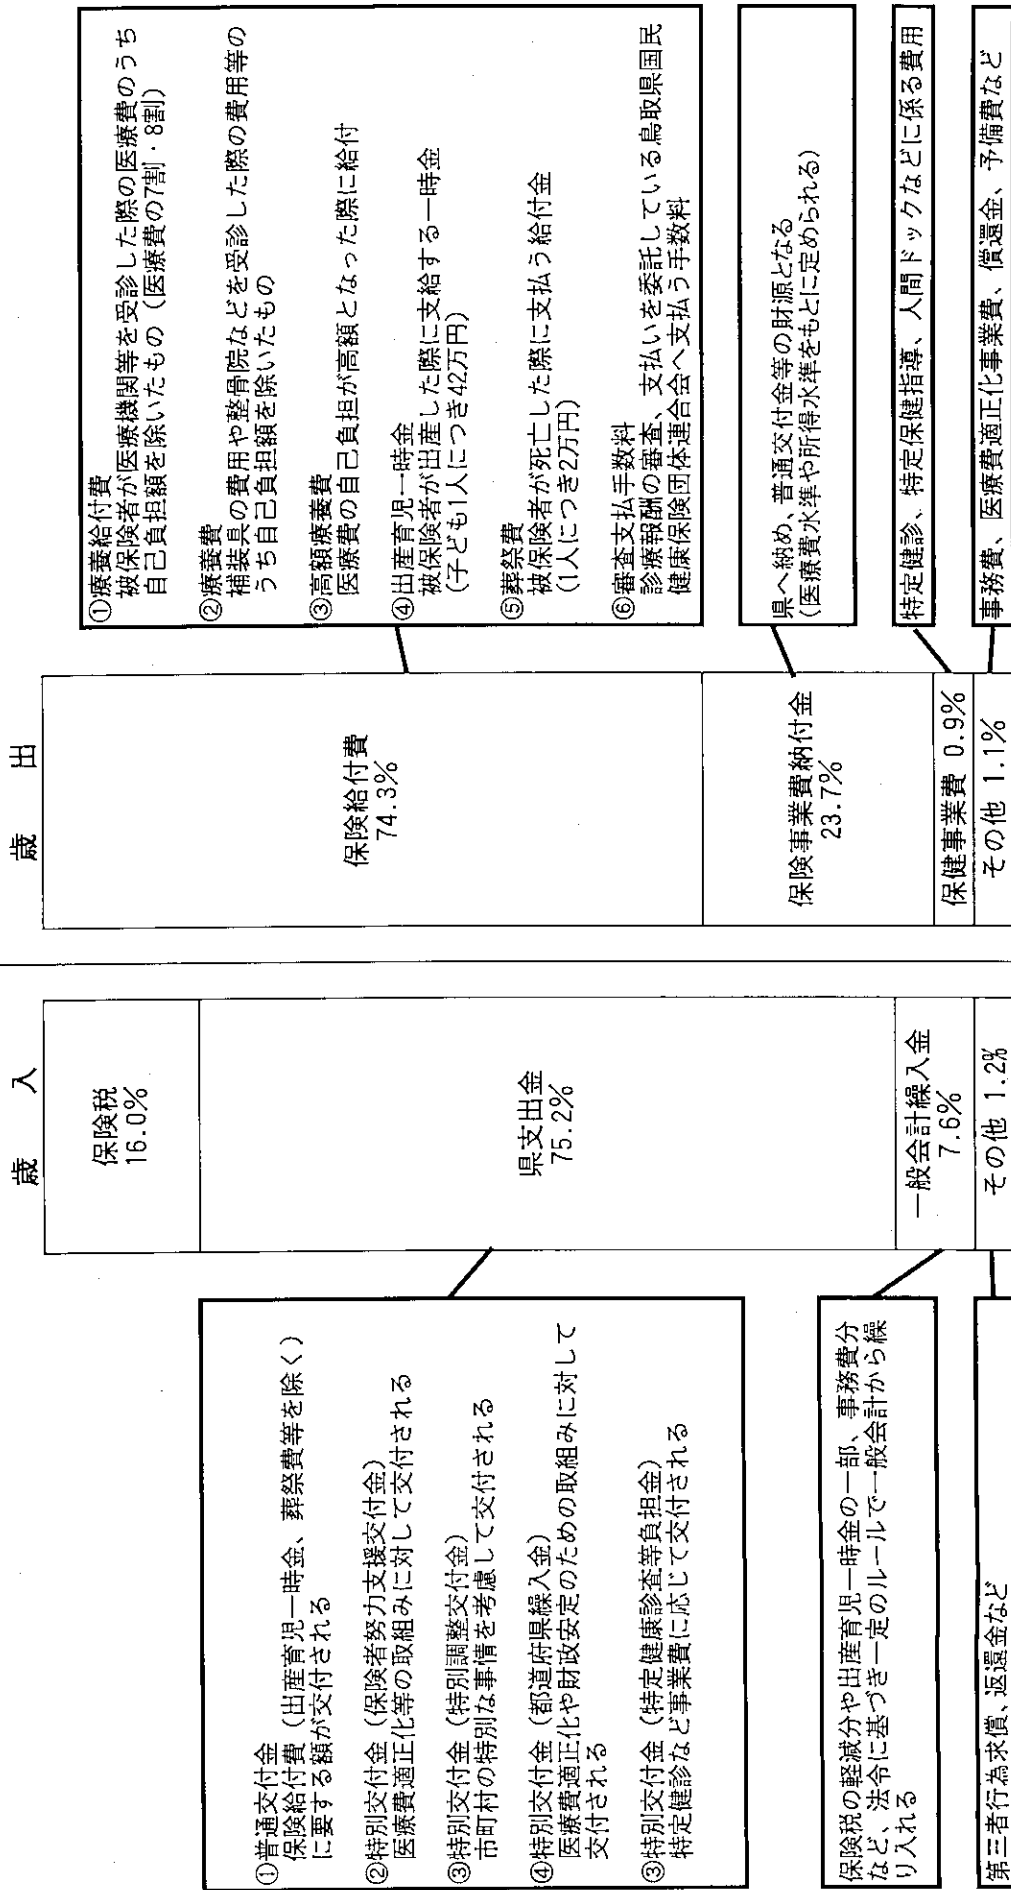 歳　入
①普通交付金
保険給付費（出産育児一時金、葬祭費等を除く）
に要する額が交付される
②特別交付金（保険者努力支援交付金）
医療費適正化等の取組みに対して交付される
③特別交付金（特別調整交付金）
市町村の特別な事情を考慮して交付される
④特別交付金（都道府県繰入金）
医療費適正化や財政安定のための取組みに対して
交付される
③特別交付金（特定健康診査等負担金）
特定健診など事業費に応じて交付される
保険税の軽減分や出産育児一時金の一部、事務費分
など、法令に基づき一定のルールで一般会計から繰
り入れる
第三者行為求償、返還金など
保険税
16.0%
県支出金
75.2%
一般会計繰入金
7.6%
その他 1.2%
歳　出
保険給付費
74.3%
保険事業費納付金
23.7%
保健事業費 0.9%
その他 1.1%
①療養給付費
被保険者が医療機関等を受診した際の医療費のうち
自己負担額を除いたもの（医療費の7割・8割）
②療養費
補装具の費用や整骨院などを受診した際の費用等の
うち自己負担額を除いたもの
③高額療養費
医療費の自己負担が高額となった際に給付
④出産育児一時金
被保険者が出産した際に支給する一時金
(子ども1人につき42万円)
⑤葬祭費
被保険者が死亡した際に支払う給付金
(1人につき2万円)
⑥審査支払手数料
診療報酬の審査、支払いを委託している鳥取県国民
健康保険団体連合会へ支払う手数料
県へ納め、普通交付金等の財源となる
(医療費水準や所得水準をもとに定められる)
特定健診、特定保健指導、人間ドックなどに係る費用
事務費、医療費適正化事業費、償還金、予備費など